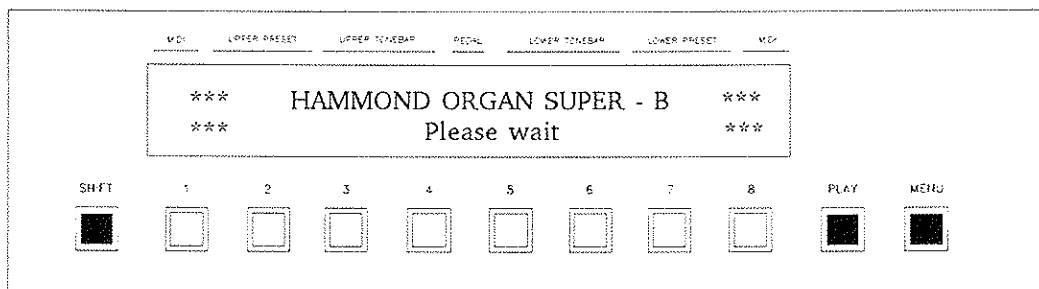 MIDI UPPER PRESET UPPER TONEBAR PEDAL LOWER TONEBAR LOWER PRESET MIDI
*** HAMMOND ORGAN SUPER - B ***
*** Please wait ***
SHIFT 1 2 3 4 5 6 7 8 PLAY MENU